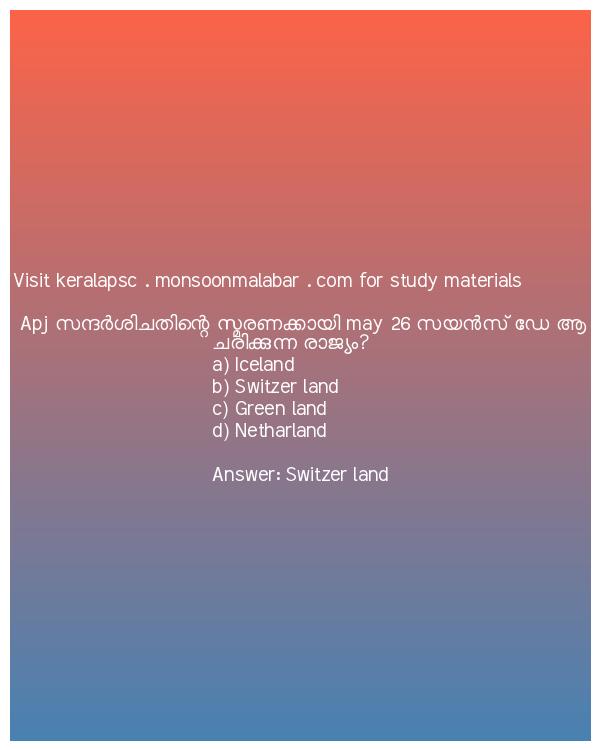 Visit keralapsc . monsoonmalabar . com for study materials
Apj സന്ദർശിചതിന്റെ സ്മരണക്കായി may 26 സയൻസ് ഡേ ആ
ചരിക്കുന്ന രാജ്യം?
a) Iceland
b) Switzer land
c) Green land
d) Netharland
Answer: Switzer land